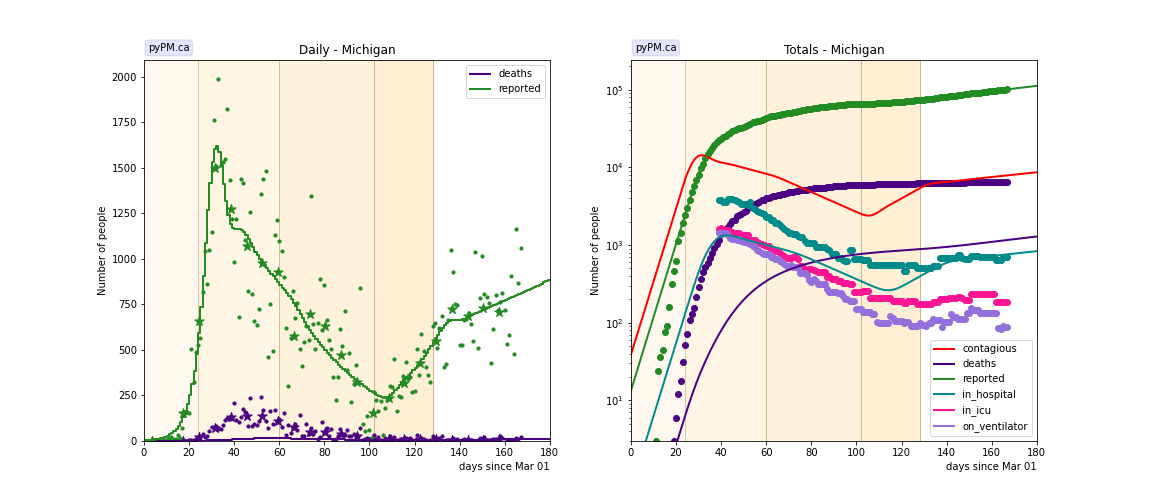 pyPM.ca
Daily - Michigan
deaths
reported
2000
1750
1500
1250
1000
750
500
250
0
Number of people
0 20 40 60 80 100 120 140 160 180
days since Mar 01
pyPM.ca
Totals - Michigan
10^5
10^4
10^3
10^2
10^1
Number of people
contagious
deaths
reported
in_hospital
in_icu
on_ventilator
0 20 40 60 80 100 120 140 160 180
days since Mar 01